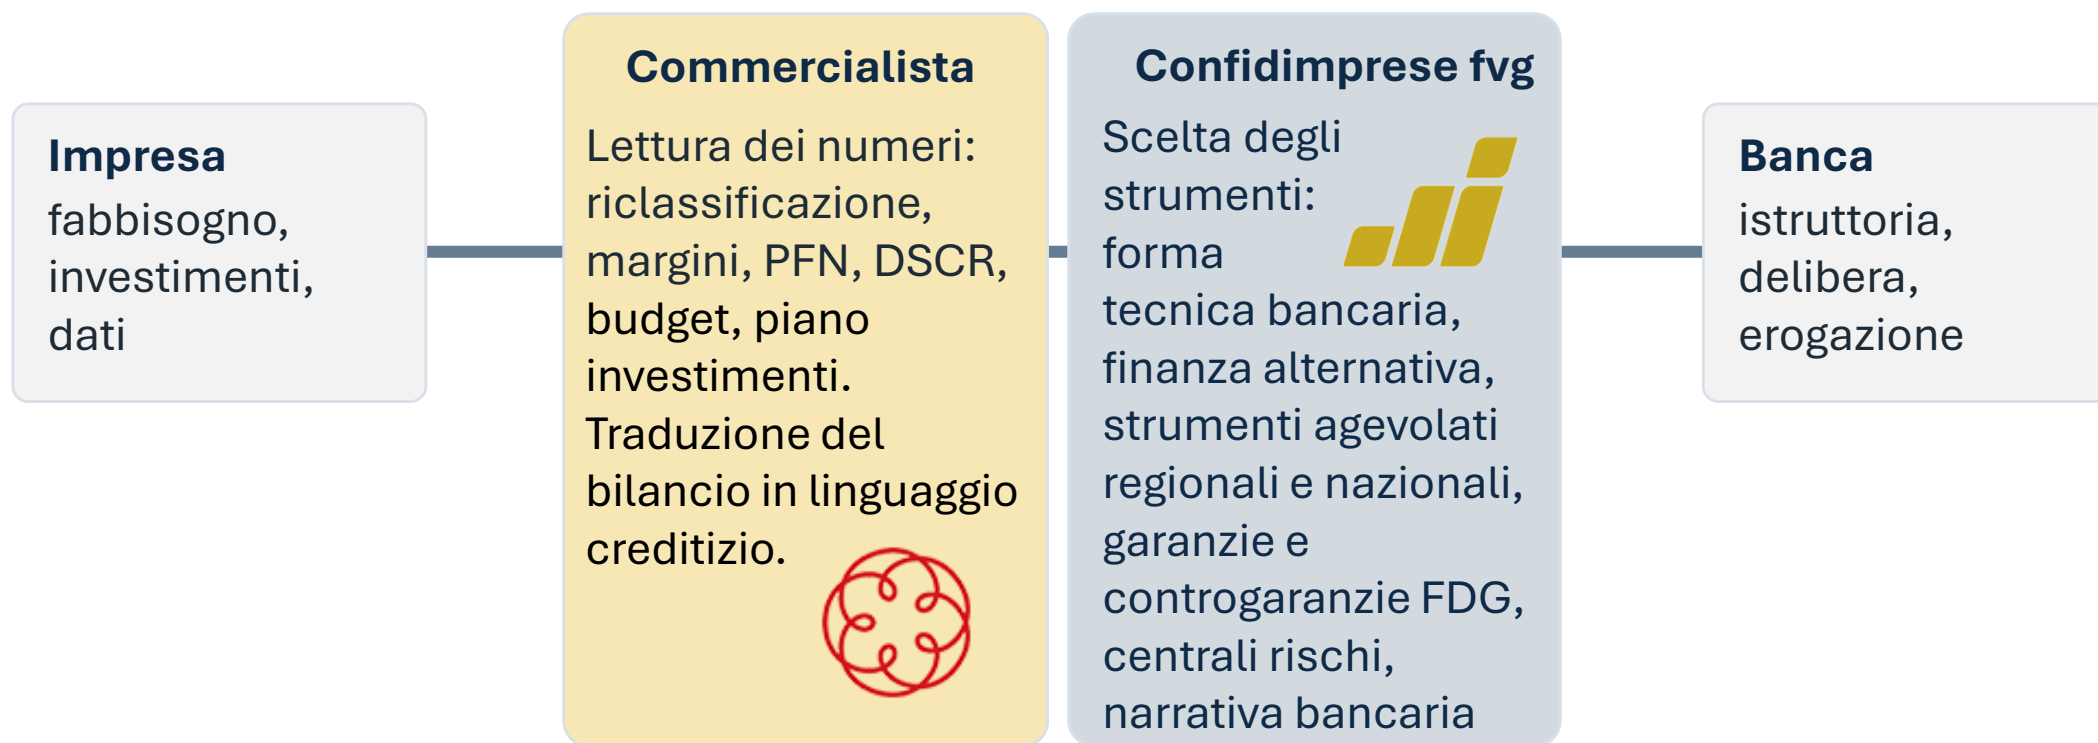 Impresa
fabbisogno,
investimenti,
dati
Commercialista
Lettura dei numeri:
riclassificazione,
margini, PFN, DSCR,
budget, piano
investimenti.
Traduzione del
bilancio in linguaggio
creditizio.
Confidimprese fvg
Scelta degli
strumenti:
forma
tecnica bancaria,
finanza alternativa,
strumenti agevolati
regionali e nazionali,
garanzie e
controgaranzie FDG,
centrali rischi,
narrativa bancaria
Banca
istruttoria,
delibera,
erogazione